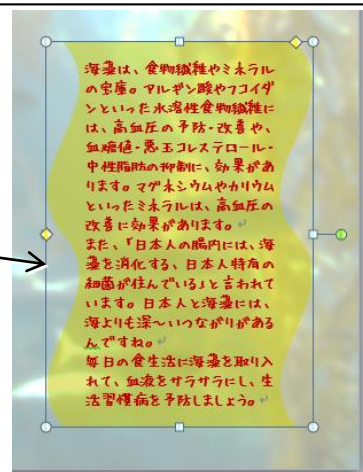 海藻は、食物繊維やミネラル
の宝庫。アルギン酸やフコイダ
ンといった水溶性食物繊維に
は、高血圧の予防・改善や、
血糖値・悪玉コレステロール・
中性脂肪の抑制に、効果があ
ります。マグネシウムやカリウム
といったミネラルは、高血圧の
改善に効果があります。
また、「日本人の腸内には、海
藻を消化する、日本人特有の
細菌が住んでいる」と言われて
います。日本人と海藻には、
海よりも深～いつながりがある
んですね。
毎日の食生活に海藻を取り入
れて、血液をサラサラにし、生
活習慣病を予防しましょう。